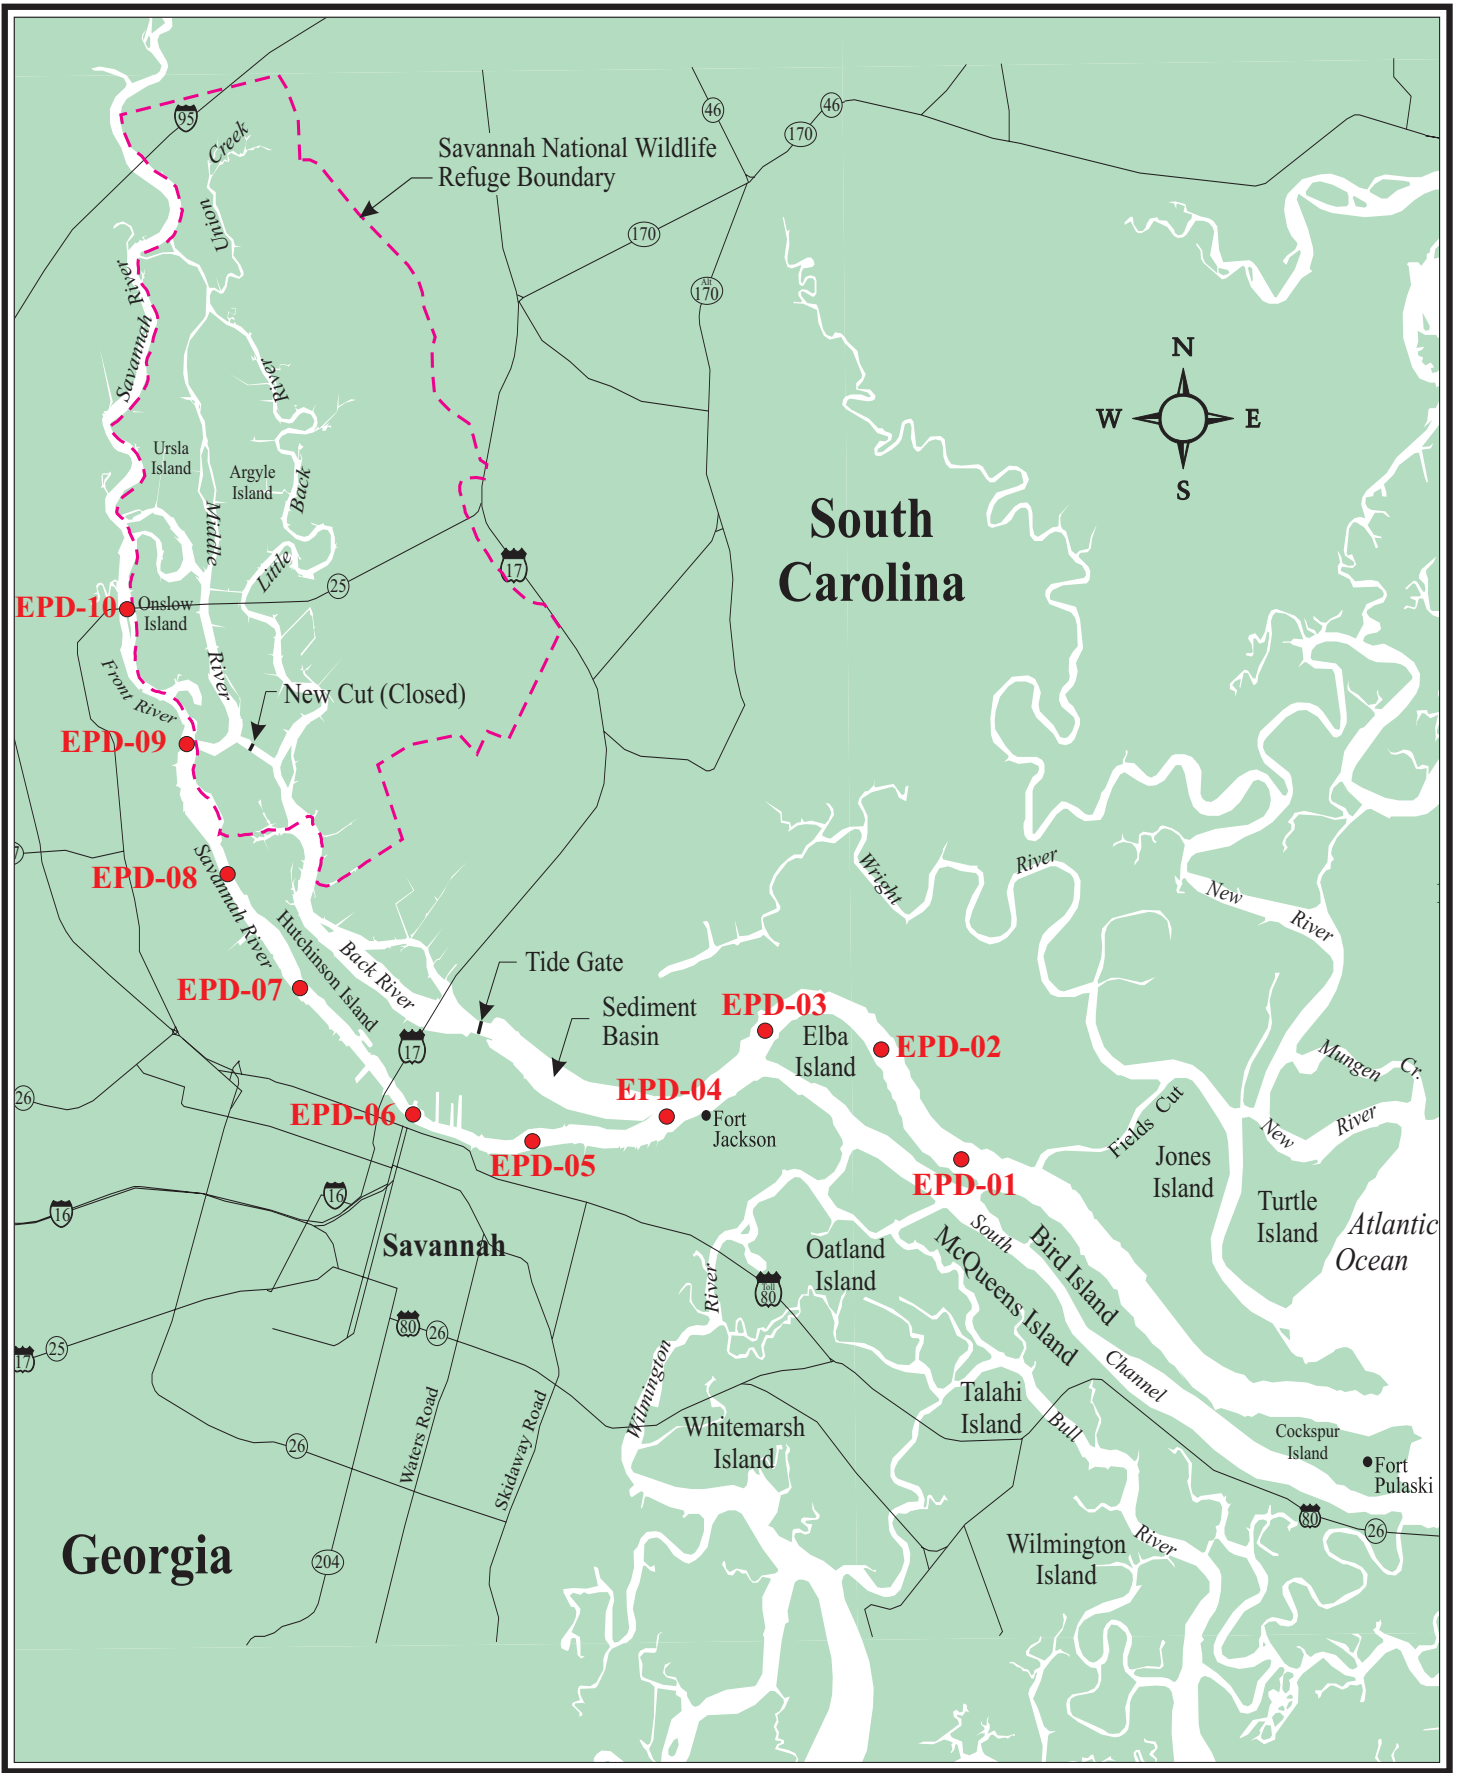 95
Creek
Union
46
46
170
Savannah National Wildlife
Refuge Boundary
170
Alt
170
Savannah River
River
N
W E
S
Ursla
Island
Argyle
Island
Back
Middle
Little
South
Carolina
17
25
EPD-10
Onslow
Island
Front River
River
New Cut (Closed)
EPD-09
7
EPD-08
Savannah River
Wright
River
New
River
Hutchinson Island
Back River
EPD-07
Tide Gate
Sediment
Basin
EPD-03
Elba
Island
EPD-02
17
Mungen Cr.
26
EPD-04
Fort
Jackson
EPD-06
EPD-05
Fields Cut
New River
Jones
Island
EPD-01
Turtle
Island
Atlantic
Ocean
16
16
Savannah
South
Channel
Bird Island
McQueens Island
Oatland
Island
Toll
80
Wilmington
River
80
26
25
17
Talahi
Island
Bull
River
Whitemarsh
Island
Waters Road
Skidaway Road
26
Cockspur
Island
Fort
Pulaski
80
26
Wilmington
Island
Georgia
204